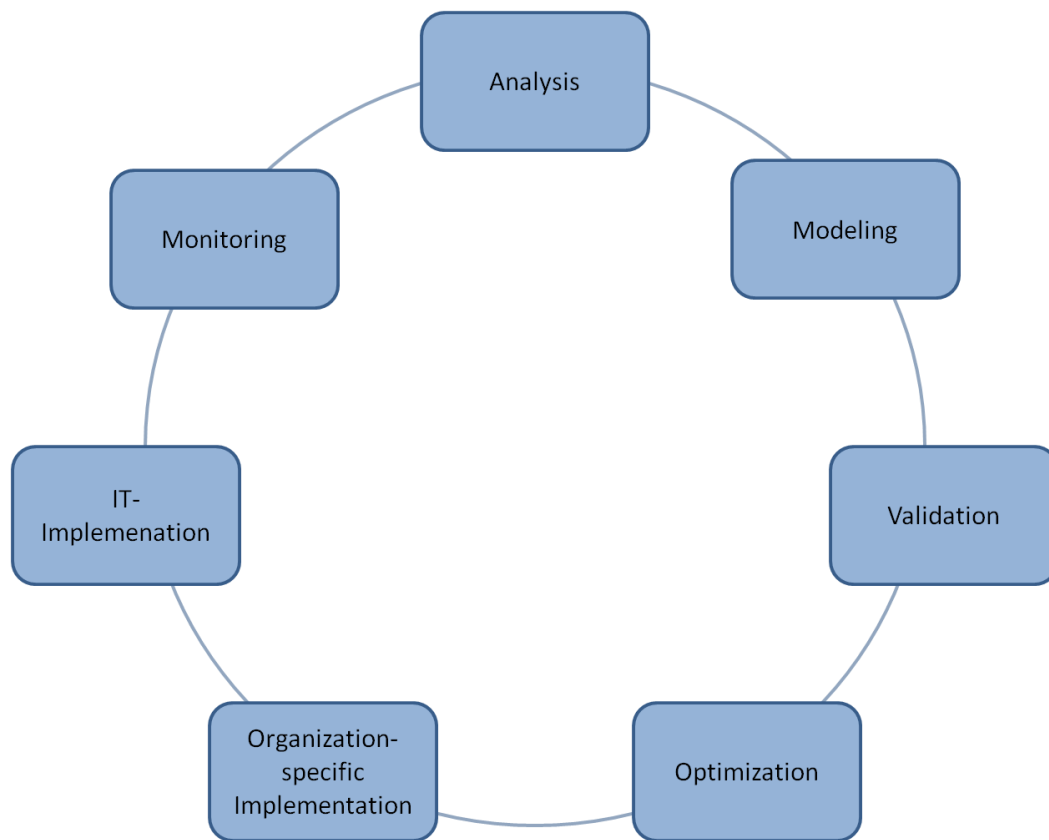 Analysis
Modeling
Validation
Optimization
Organization-
specific
Implementation
IT-
Implemenation
Monitoring